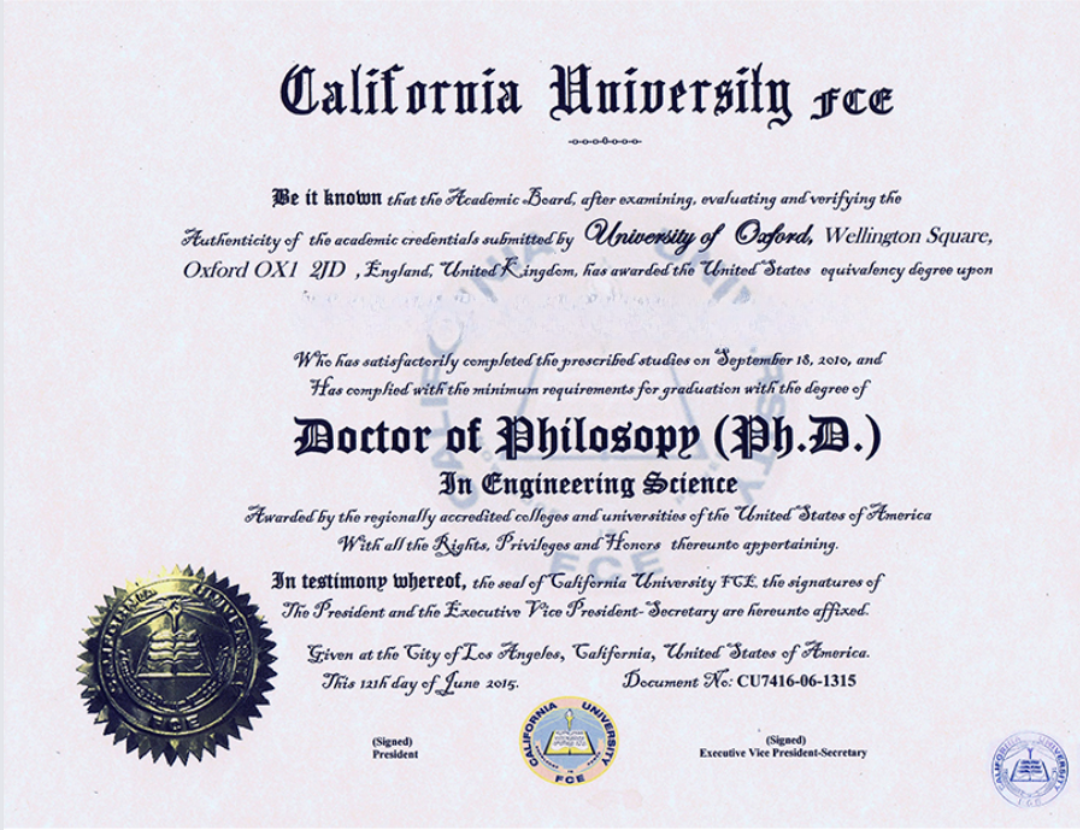 California University FCE
Be it known that the Academic Board, after examining, evaluating and verifying the
Authenticity of the academic credentials submitted by University of Oxford, Wellington Square,
Oxford OX1 2JD , England, United Kingdom, has awarded the United States equivalency degree upon
Who has satisfactorily completed the prescribed studies on September 18, 2010, and
Has complied with the minimum requirements for graduation with the degree of
Doctor of Philosopy (Ph.D.)
In Engineering Science
Awarded by the regionally accredited colleges and universities of the United States of America
With all the Rights, Privileges and Honors thereunto appertaining.
In testimony whereof, the seal of California University FCE, the signatures of
The President and the Executive Vice President-Secretary are hereunto affixed.
Given at the City of Los Angeles, California, United States of America.
This 12th day of June 2015. Document No: CU7416-06-1315
(Signed)
President
CALIFORNIA UNIVERSITY
FCE
(Signed)
Executive Vice President-Secretary
CALIFORNIA UNIVERSITY
FCE
CALIFORNIA UNIVERSITY
FCE
CALIFORNIA UNIVERSITY
FCE